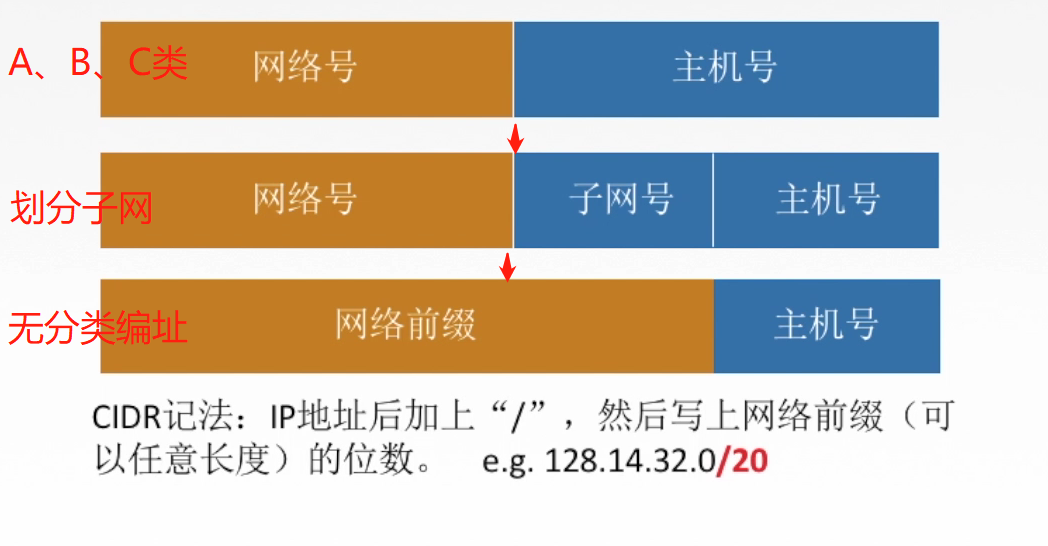 A、B、C类
网络号
主机号
划分子网
网络号
子网号
主机号
无分类编址
网络前缀
主机号
CIDR记法：IP地址后加上“/”，然后写上网络前缀（可
以任意长度）的位数。 e.g. 128.14.32.0/20